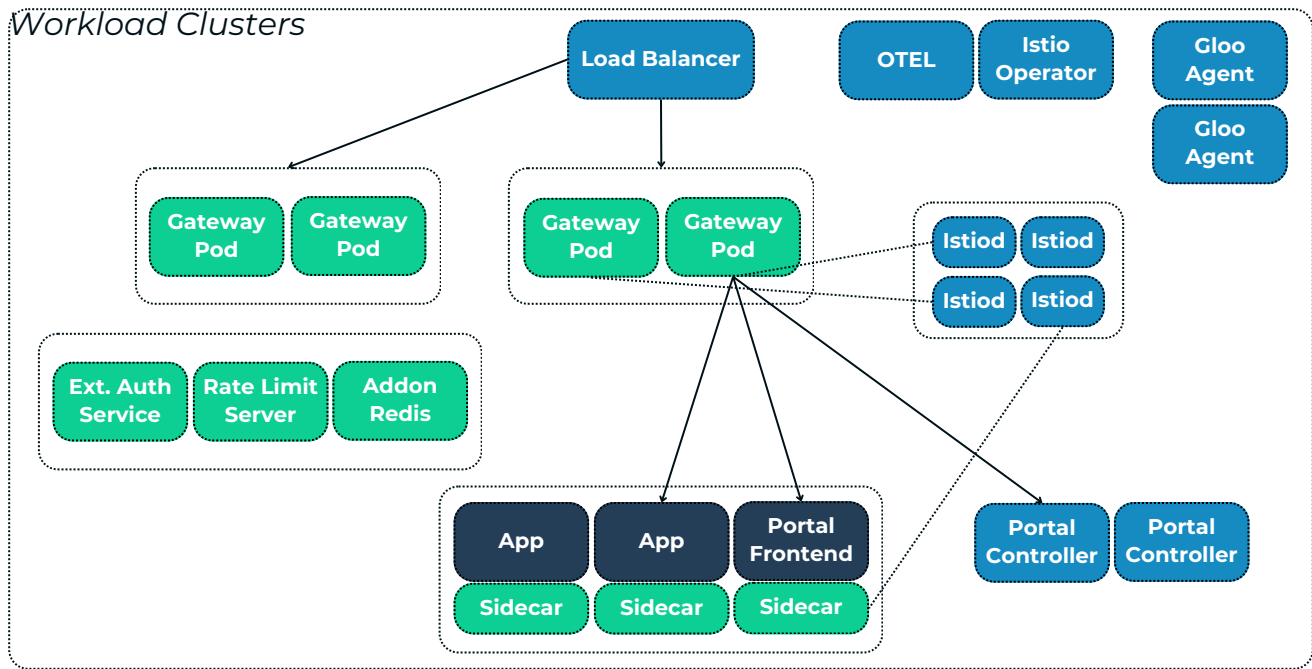 Workload Clusters
Load Balancer
OTEL
Istio
Operator
Gloo
Agent
Gloo
Agent
Gateway
Pod
Gateway
Pod
Gateway
Pod
Gateway
Pod
Istiod
Istiod
Istiod
Istiod
Ext. Auth
Service
Rate Limit
Server
Addon
Redis
App
App
Portal
Frontend
Sidecar
Sidecar
Sidecar
Portal
Controller
Portal
Controller